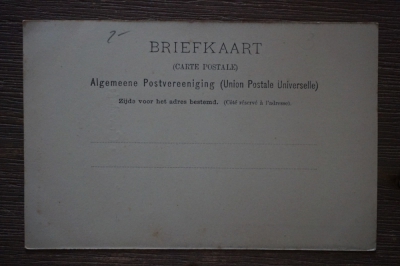 BRIEFKAART
(CARTE POSTALE)
Algemeene Postvereeniging (Union Postale Universelle)
Zijde voor het adres bestemd. (Côté réservé à l'adresse)